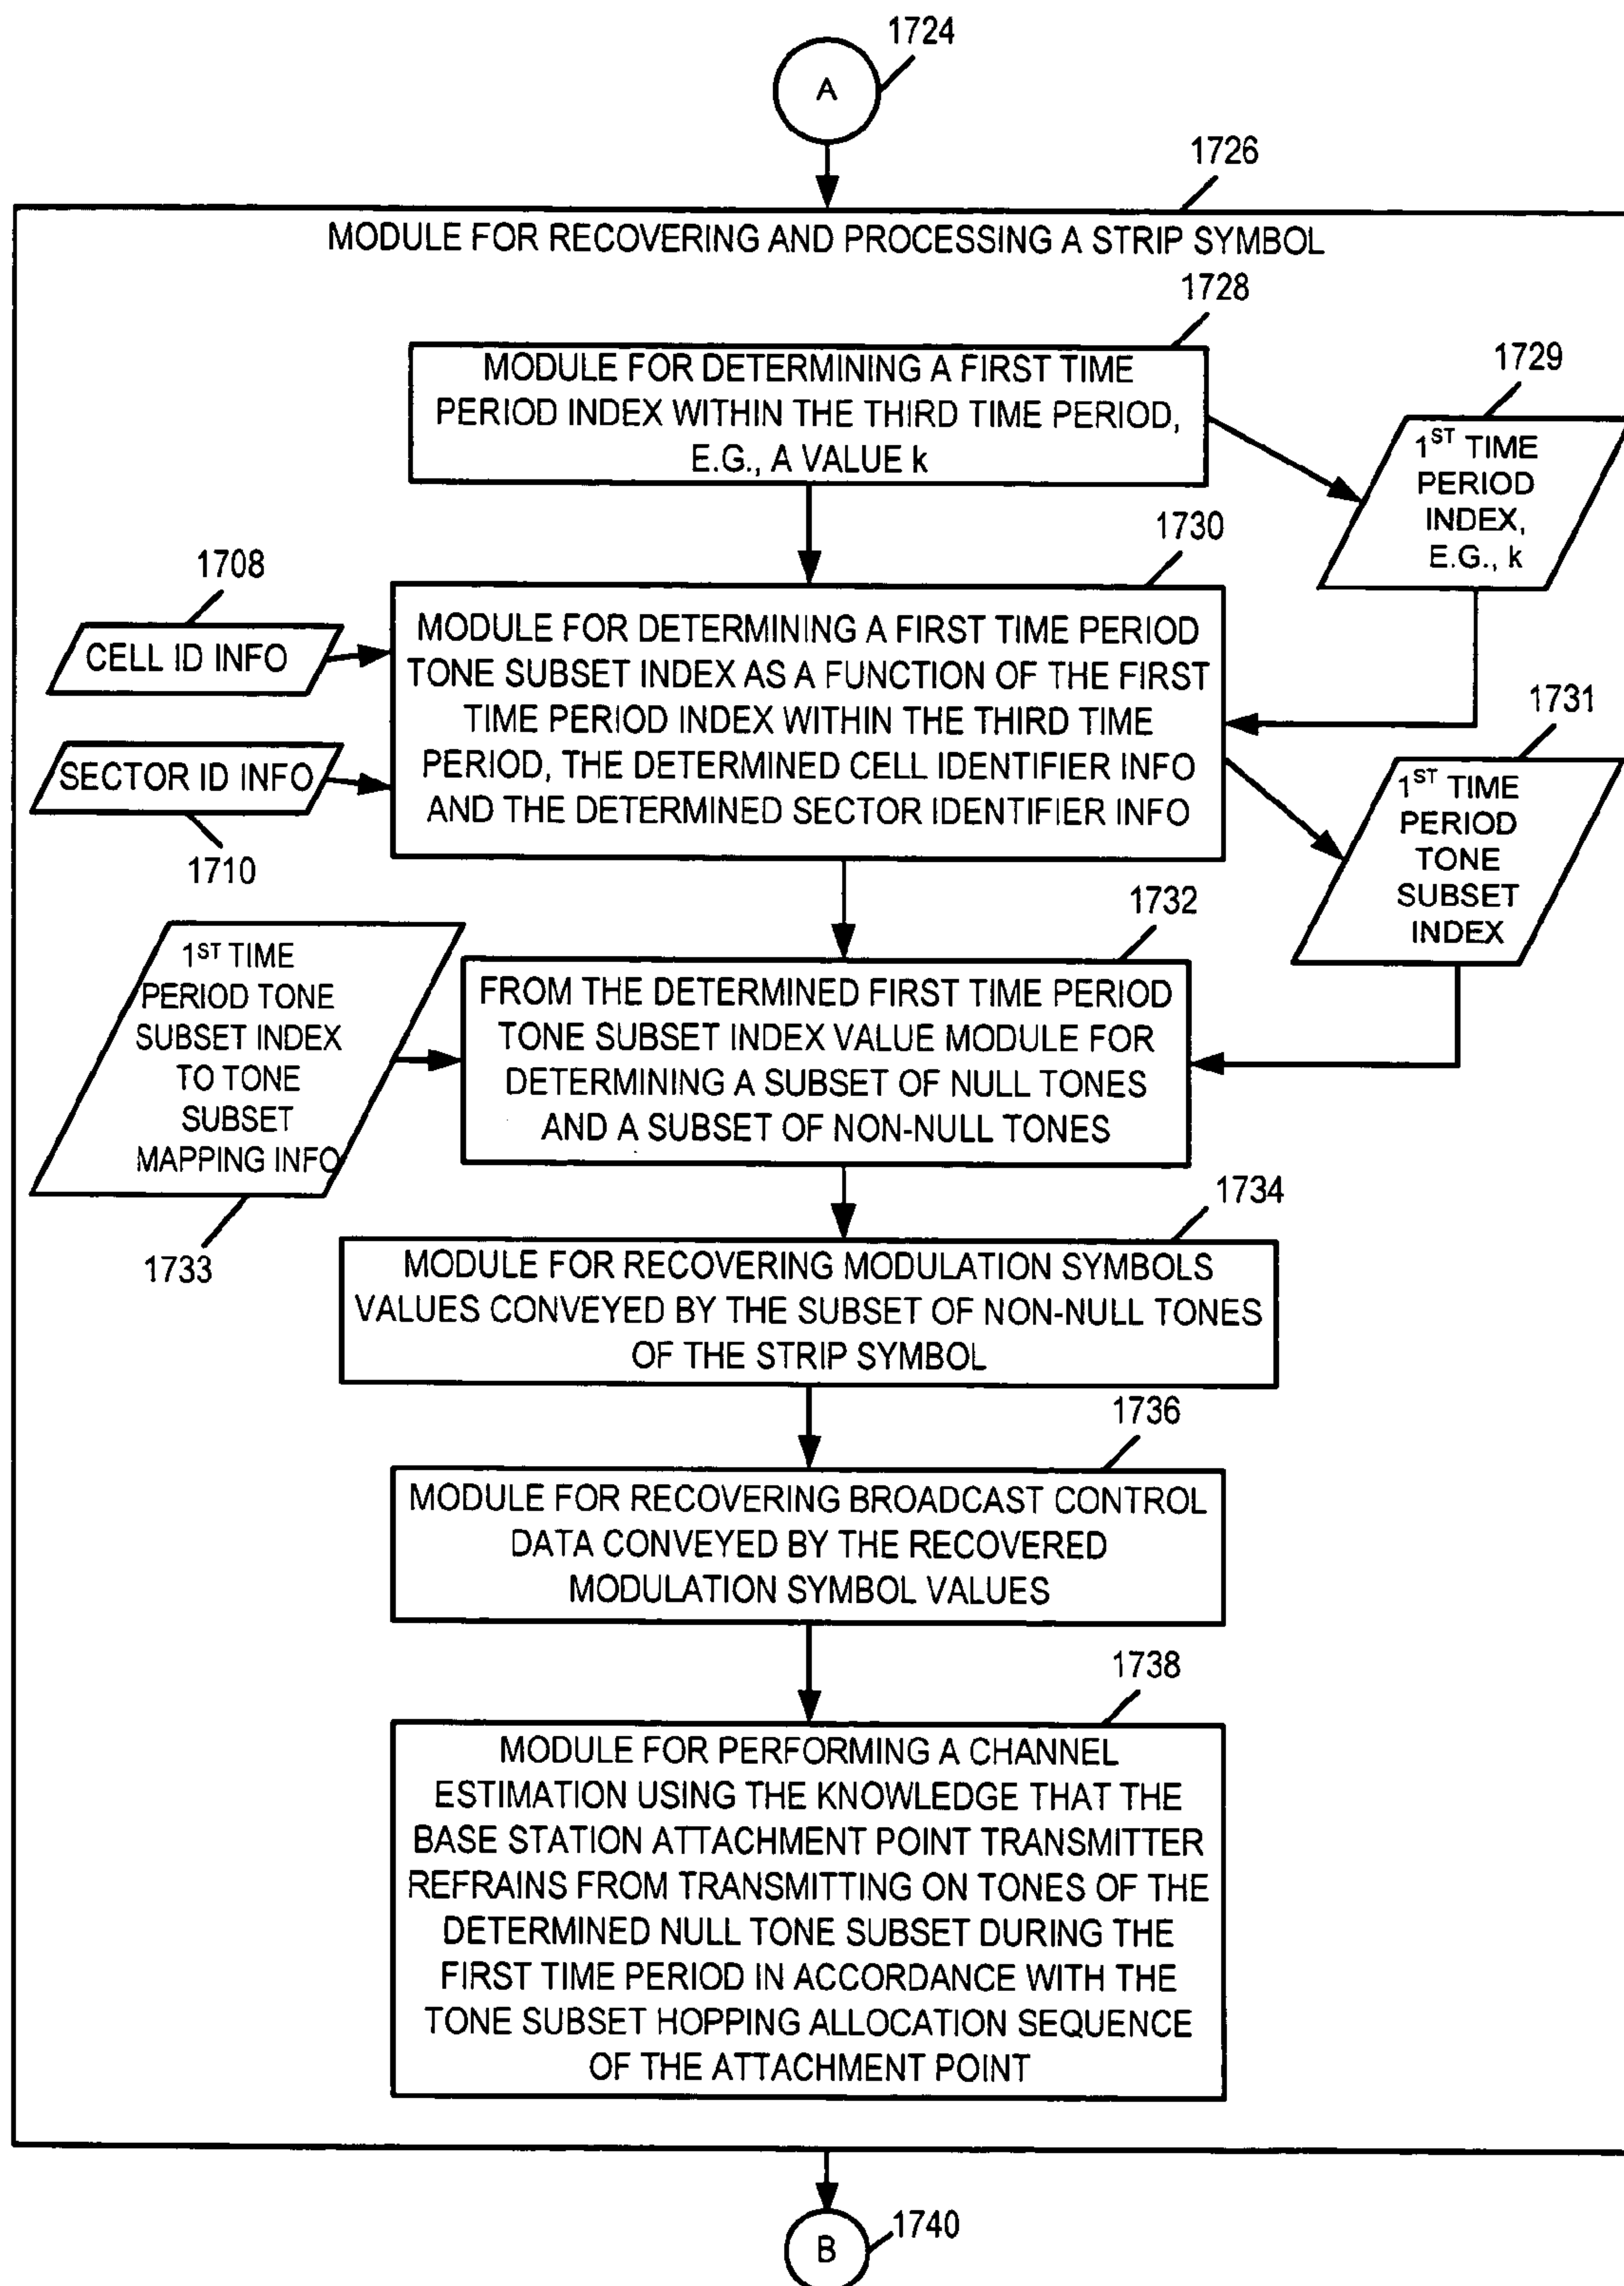 1724
A
1726
MODULE FOR RECOVERING AND PROCESSING A STRIP SYMBOL
1728
MODULE FOR DETERMINING A FIRST TIME
PERIOD INDEX WITHIN THE THIRD TIME PERIOD,
E.G., A VALUE k
1729
1ST TIME
PERIOD
INDEX,
E.G., k
1730
1708
CELL ID INFO
MODULE FOR DETERMINING A FIRST TIME PERIOD
TONE SUBSET INDEX AS A FUNCTION OF THE FIRST
TIME PERIOD INDEX WITHIN THE THIRD TIME
PERIOD, THE DETERMINED CELL IDENTIFIER INFO
AND THE DETERMINED SECTOR IDENTIFIER INFO
SECTOR ID INFO
1710
1731
1ST TIME
PERIOD
TONE
SUBSET
INDEX
1732
1ST TIME
PERIOD TONE
SUBSET INDEX
TO TONE
SUBSET
MAPPING INFO
1733
FROM THE DETERMINED FIRST TIME PERIOD
TONE SUBSET INDEX VALUE MODULE FOR
DETERMINING A SUBSET OF NULL TONES
AND A SUBSET OF NON-NULL TONES
1734
MODULE FOR RECOVERING MODULATION SYMBOLS
VALUES CONVEYED BY THE SUBSET OF NON-NULL TONES
OF THE STRIP SYMBOL
1736
MODULE FOR RECOVERING BROADCAST CONTROL
DATA CONVEYED BY THE RECOVERED
MODULATION SYMBOL VALUES
1738
MODULE FOR PERFORMING A CHANNEL
ESTIMATION USING THE KNOWLEDGE THAT THE
BASE STATION ATTACHMENT POINT TRANSMITTER
REFRAINS FROM TRANSMITTING ON TONES OF THE
DETERMINED NULL TONE SUBSET DURING THE
FIRST TIME PERIOD IN ACCORDANCE WITH THE
TONE SUBSET HOPPING ALLOCATION SEQUENCE
OF THE ATTACHMENT POINT
B
1740